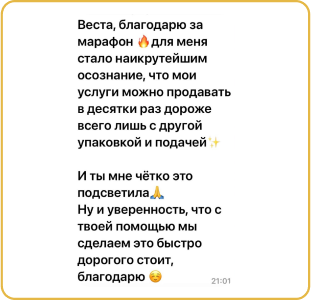 Веста, благодарю за
марафон 🔥для меня
стало наикрутейшим
осознание, что мои
услуги можно продавать
в десятки раз дороже
всего лишь с другой
упаковкой и подачей✨
И ты мне чётко это
подсветила🙏
Ну и уверенность, что с
твоей помощью мы
сделаем это быстро
дорогого стоит,
благодарю ☺️
21:01